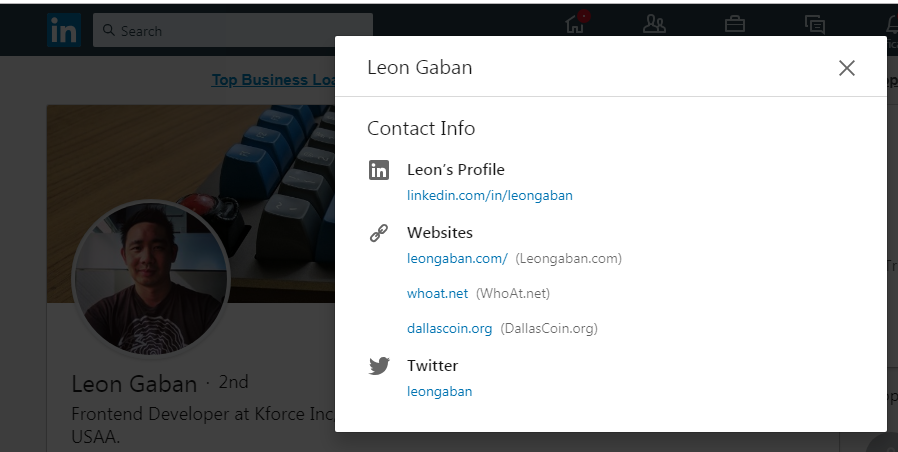 in
Search
Top Business Loa
Leon Gaban
Contact Info
in
Leon's Profile
linkedin.com/in/leongaban
Websites
leongaban.com/ (Leongaban.com)
whoat.net (WhoAt.net)
dallascoin.org (DallasCoin.org)
Twitter
leongaban
Leon Gaban · 2nd
Frontend Developer at Kforce Inc
USAA.